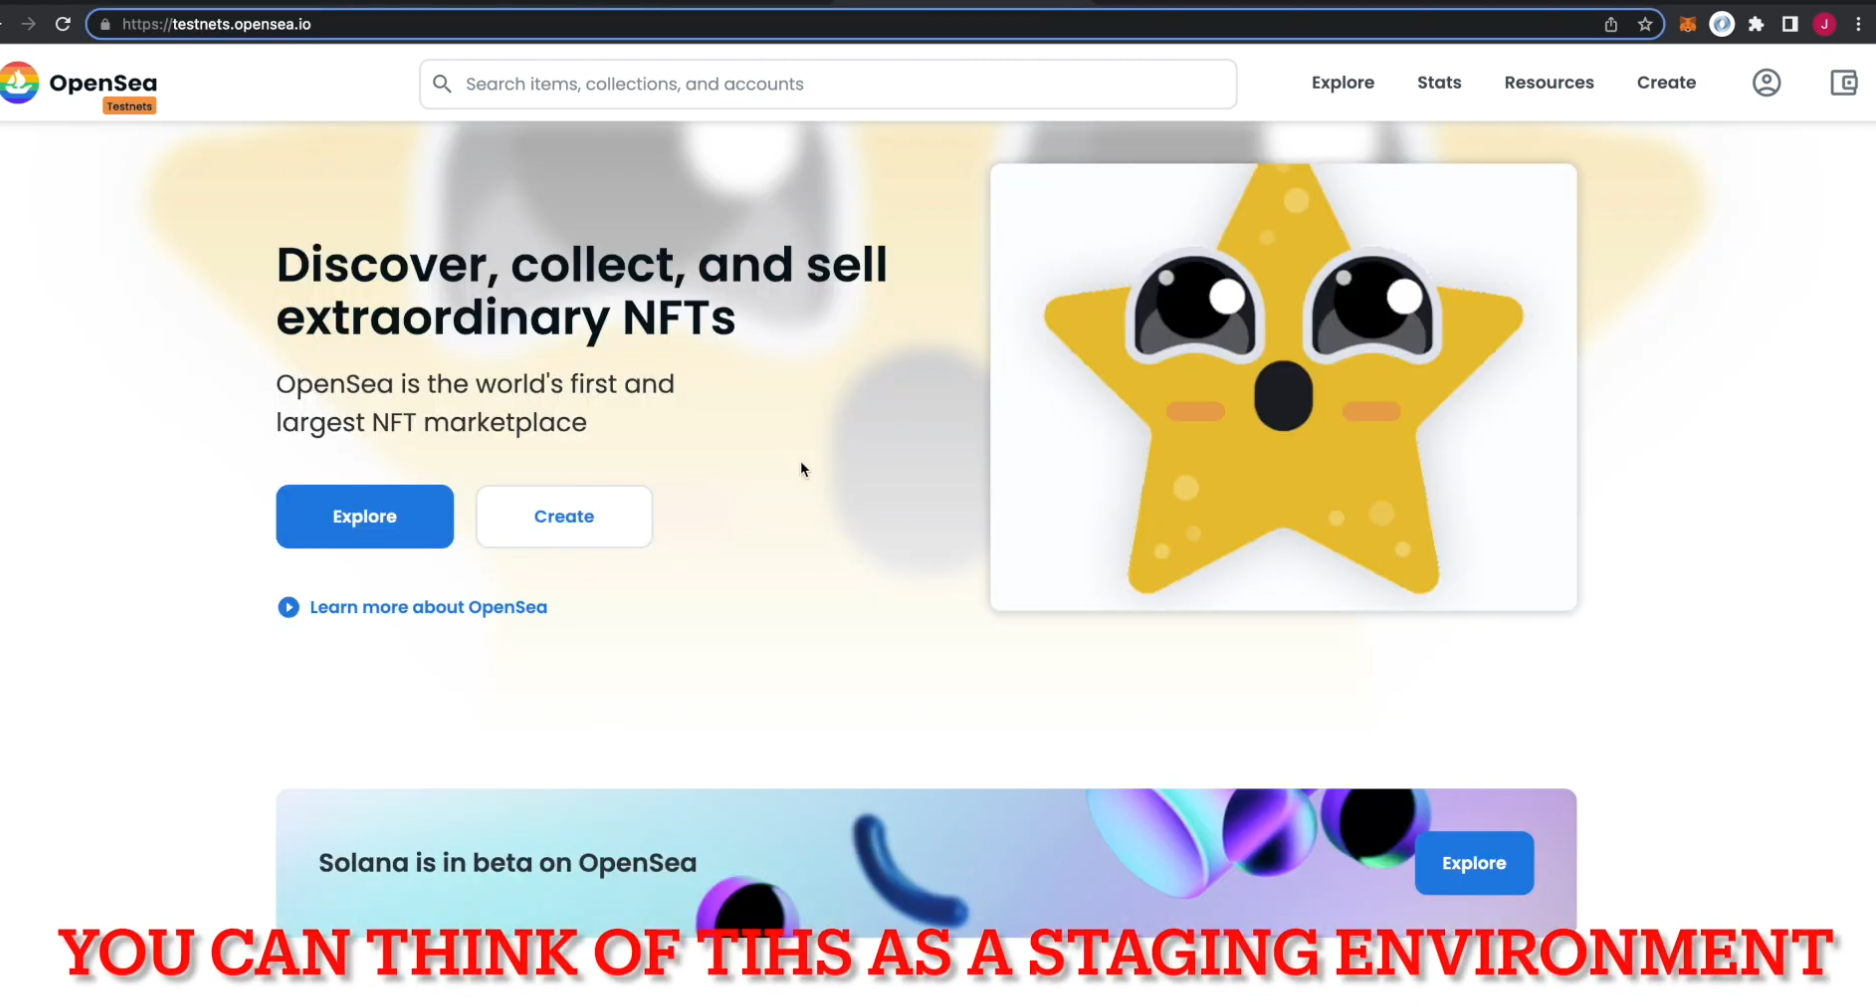 https://testnets.opensea.io
J
OpenSea
Testnets
Search items, collections, and accounts
Explore
Stats
Resources
Create
Discover, collect, and sell
extraordinary NFTs
OpenSea is the world's first and
largest NFT marketplace
Explore
Create
Learn more about OpenSea
Solana is in beta on OpenSea
Explore
YOU CAN THINK OF TIHS AS A STAGING ENVIRONMENT